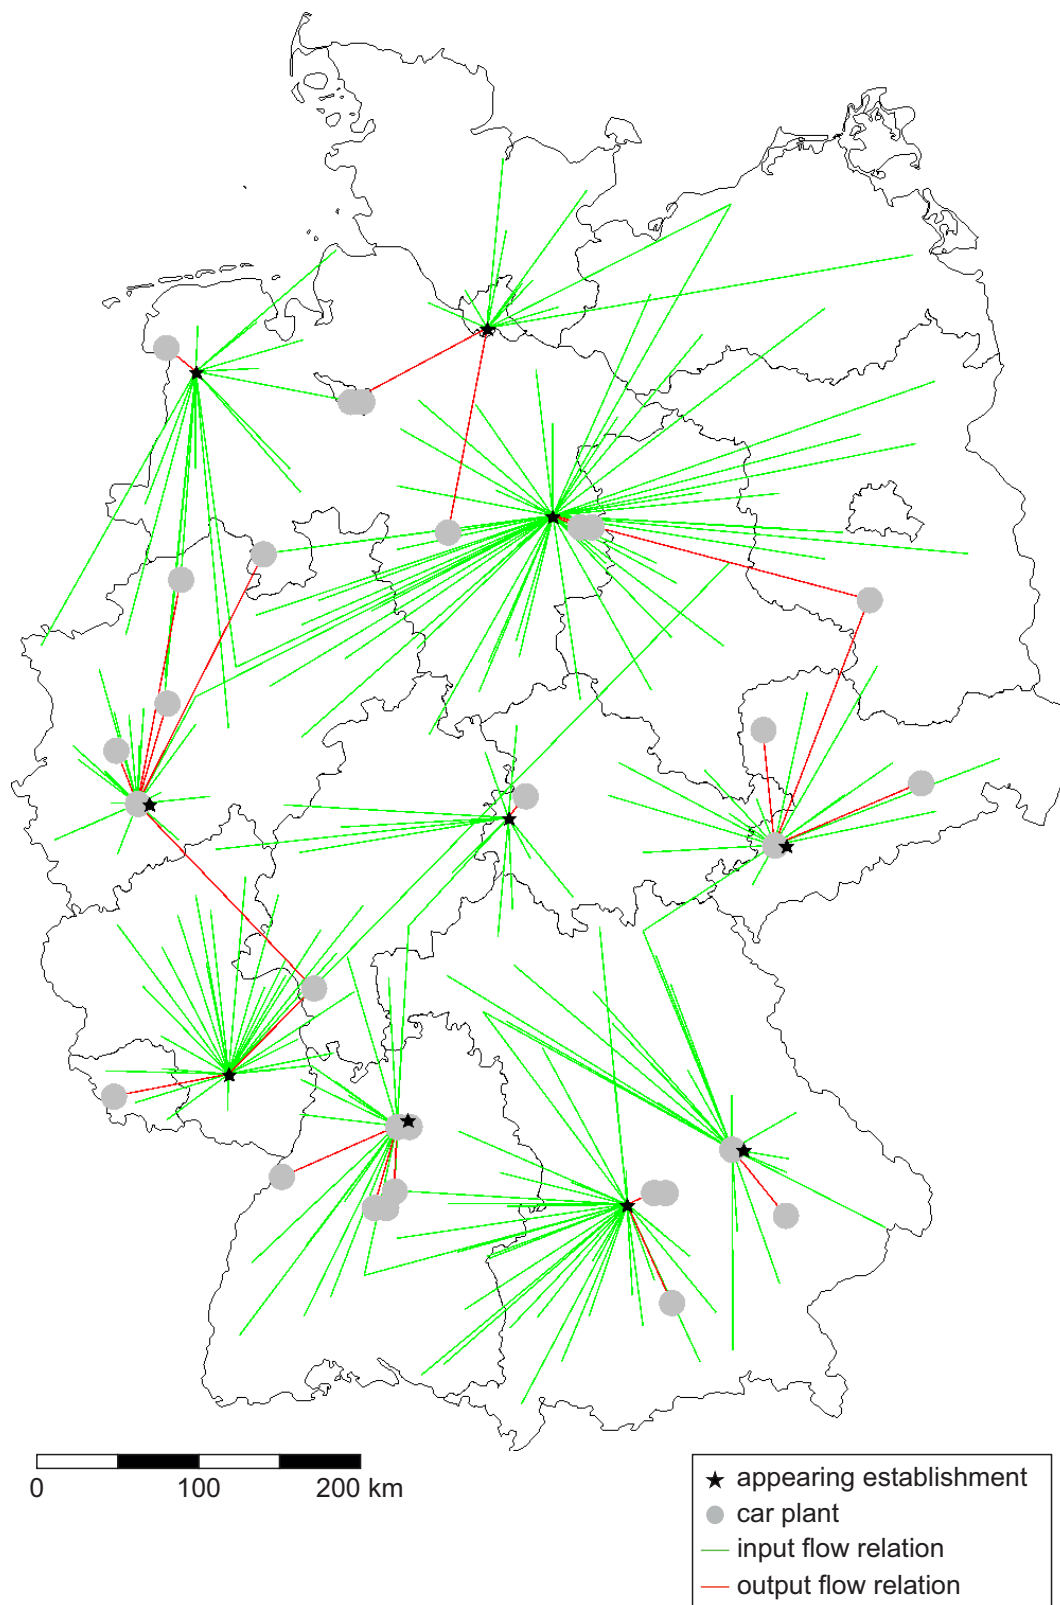 0 100 200 km
appearing establishment
car plant
input flow relation
output flow relation